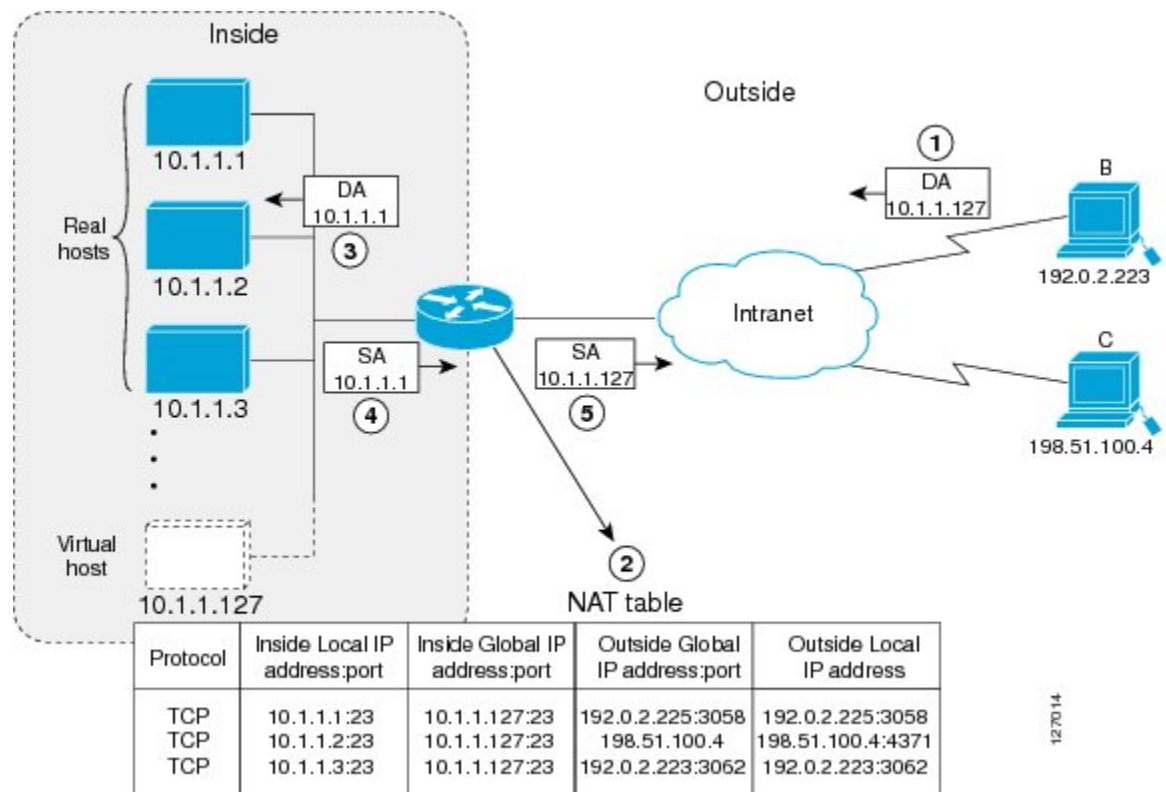 Inside
Outside
10.1.1.1
DA
10.1.1.1
3
Real
hosts
10.1.1.2
10.1.1.3
SA
10.1.1.1
4
1
DA
10.1.1.127
B
192.0.2.223
Intranet
SA
10.1.1.127
5
C
198.51.100.4
Virtual
host
10.1.1.127
2
NAT table
Protocol
Inside Local IP
address:port
Inside Global IP
address:port
Outside Global
IP address:port
Outside Local
IP address
TCP 10.1.1.1:23 10.1.1.127:23 192.0.2.225:3058 192.0.2.225:3058
TCP 10.1.1.2:23 10.1.1.127:23 198.51.100.4 198.51.100.4:4371
TCP 10.1.1.3:23 10.1.1.127:23 192.0.2.223:3062 192.0.2.223:3062
127014